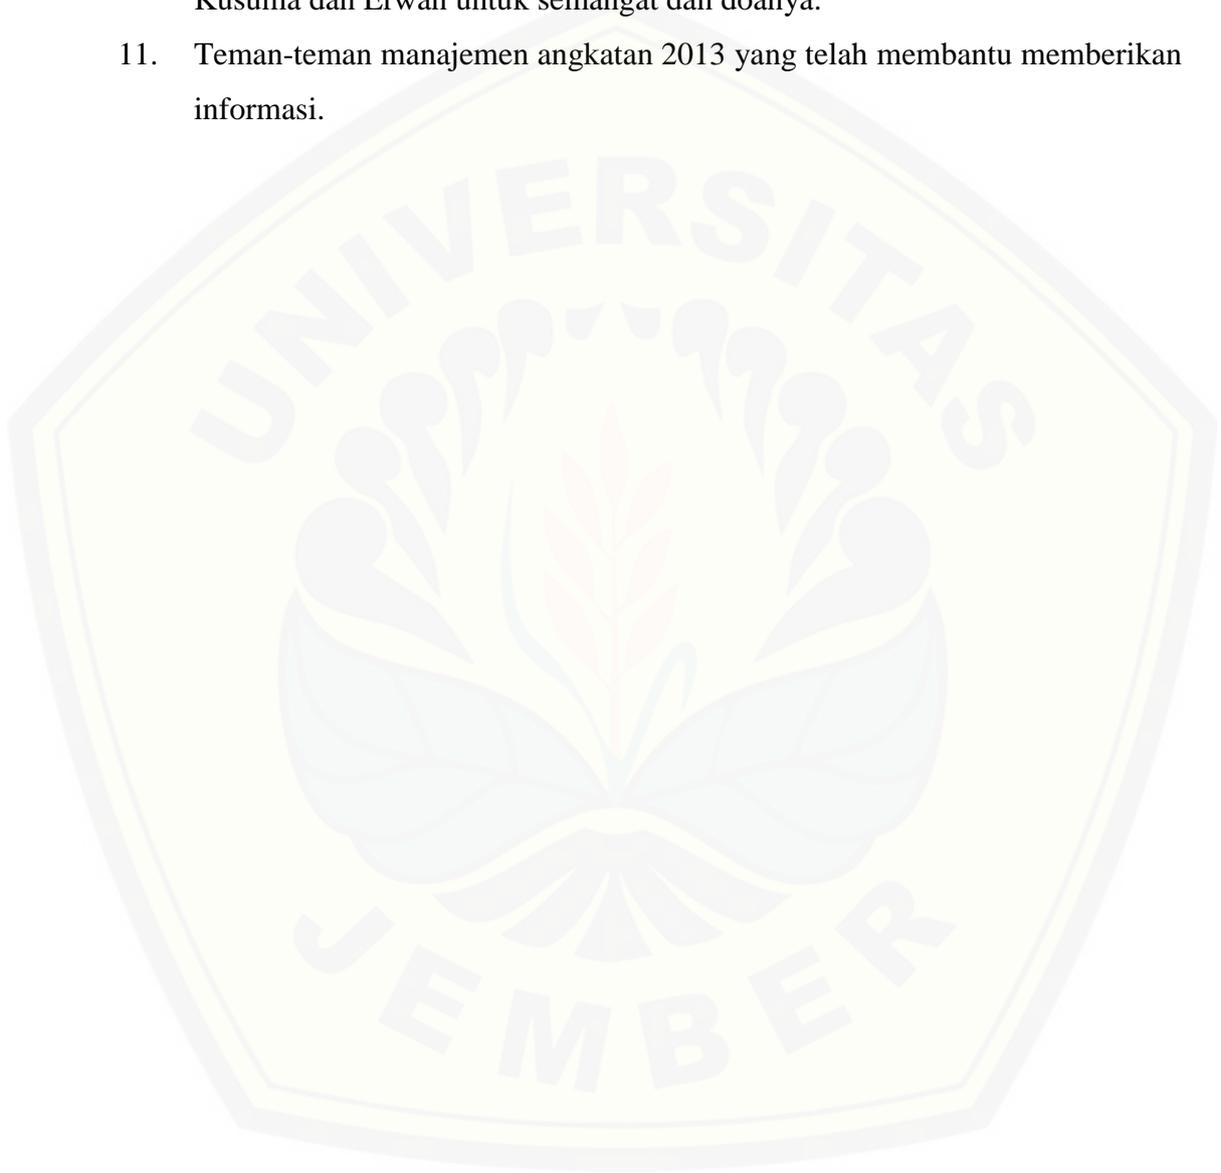 Kusuma dan Erwan untuk semangat dan doanya.
11. Teman-teman manajemen angkatan 2013 yang telah membantu memberikan
informasi.
UNIVERSITAS
JEMBER